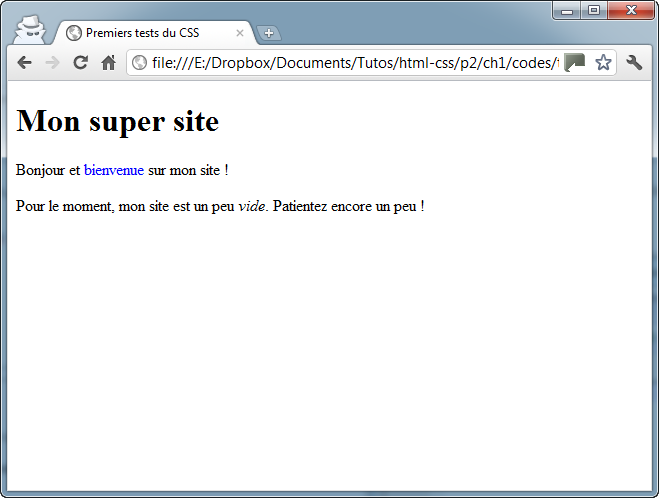 Premiers tests du CSS
file:///E:/Dropbox/Documents/Tutos/html-css/p2/ch1/codes/
Mon super site
Bonjour et bienvenue sur mon site !
Pour le moment, mon site est un peu vide. Patientez encore un peu !